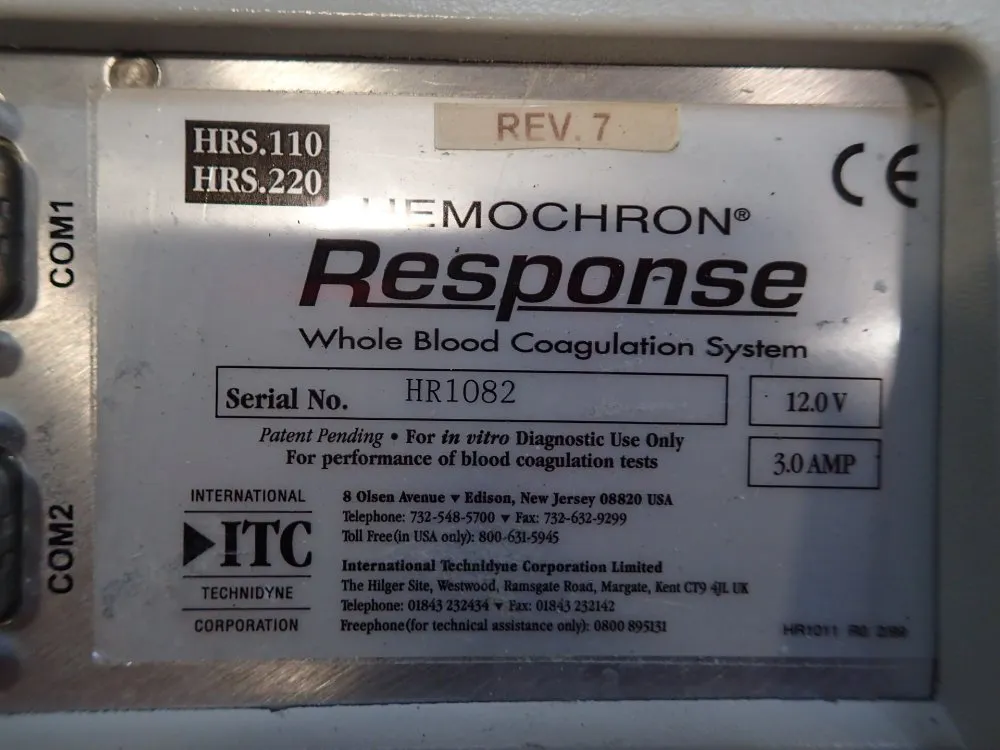 HRS.110
HRS.220
REV. 7
CE
COM1
HEMOCHRON®
Response
Whole Blood Coagulation System
Serial No. HR1082
12.0 V
3.0 AMP
Patent Pending • For in vitro Diagnostic Use Only
For performance of blood coagulation tests
COM2
INTERNATIONAL
ITC
TECHNIDYNE
CORPORATION
8 Olsen Avenue ▼ Edison, New Jersey 08820 USA
Telephone: 732-548-5700 ▼ Fax: 732-632-9299
Toll Free(in USA only): 800-631-5945
International Technidyne Corporation Limited
The Hilger Site, Westwood, Ramsgate Road, Margate, Kent CT9 4JL UK
Telephone: 01843 232434 ▼ Fax: 01843 232142
Freephone(for technical assistance only): 0800 895131
HR1011